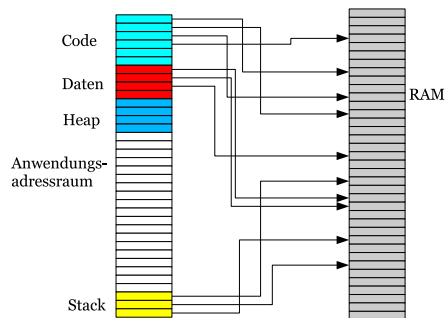 Code
Daten
RAM
Heap
Anwendungs-
adressraum
Stack